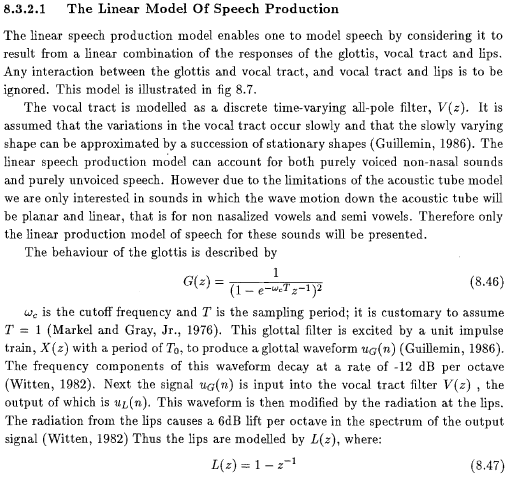 8.3.2.1 The Linear Model Of Speech Production
The linear speech production model enables one to model speech by considering it to
result from a linear combination of the responses of the glottis, vocal tract and lips.
Any interaction between the glottis and vocal tract, and vocal tract and lips is to be
ignored. This model is illustrated in fig 8.7.
The vocal tract is modelled as a discrete time-varying all-pole filter, V(z). It is
assumed that the variations in the vocal tract occur slowly and that the slowly varying
shape can be approximated by a succession of stationary shapes (Guillemin, 1986). The
linear speech production model can account for both purely voiced non-nasal sounds
and purely unvoiced speech. However due to the limitations of the acoustic tube model
we are only interested in sounds in which the wave motion down the acoustic tube will
be planar and linear, that is for non nasalized vowels and semi vowels. Therefore only
the linear production model of speech for these sounds will be presented.
The behaviour of the glottis is described by
G(z) = 1 / (1 − e^{−ω_c T} z^{−1})^2 (8.46)
ω_c is the cutoff frequency and T is the sampling period; it is customary to assume
T = 1 (Markel and Gray, Jr., 1976). This glottal filter is excited by a unit impulse
train, X(z) with a period of T_0, to produce a glottal waveform u_G(n) (Guillemin, 1986).
The frequency components of this waveform decay at a rate of -12 dB per octave
(Witten, 1982). Next the signal u_G(n) is input into the vocal tract filter V(z) , the
output of which is u_L(n). This waveform is then modified by the radiation at the lips.
The radiation from the lips causes a 6dB lift per octave in the spectrum of the output
signal (Witten, 1982) Thus the lips are modelled by L(z), where:
L(z) = 1 − z^{−1} (8.47)